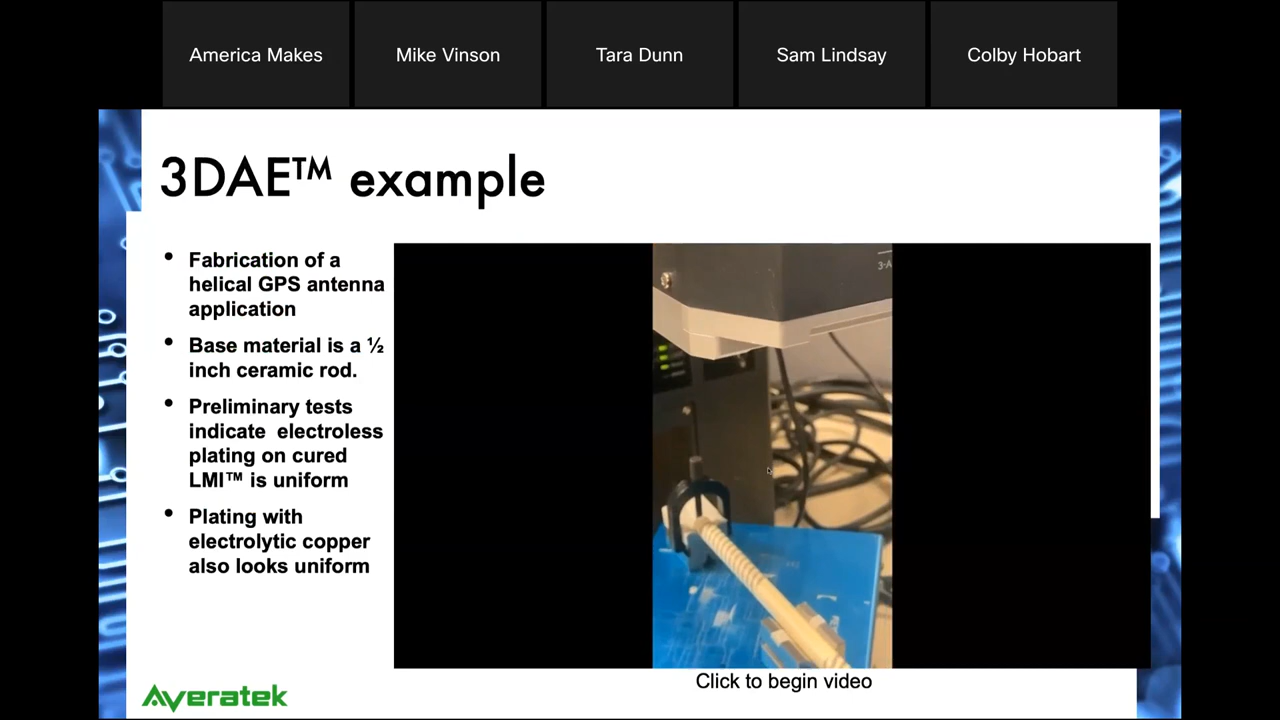 America Makes
Mike Vinson
Tara Dunn
Sam Lindsay
Colby Hobart
3DAE™ example
• Fabrication of a
helical GPS antenna
application
• Base material is a ½
inch ceramic rod.
• Preliminary tests
indicate electroless
plating on cured
LMI™ is uniform
• Plating with
electrolytic copper
also looks uniform
3-A
Click to begin video
Averatek